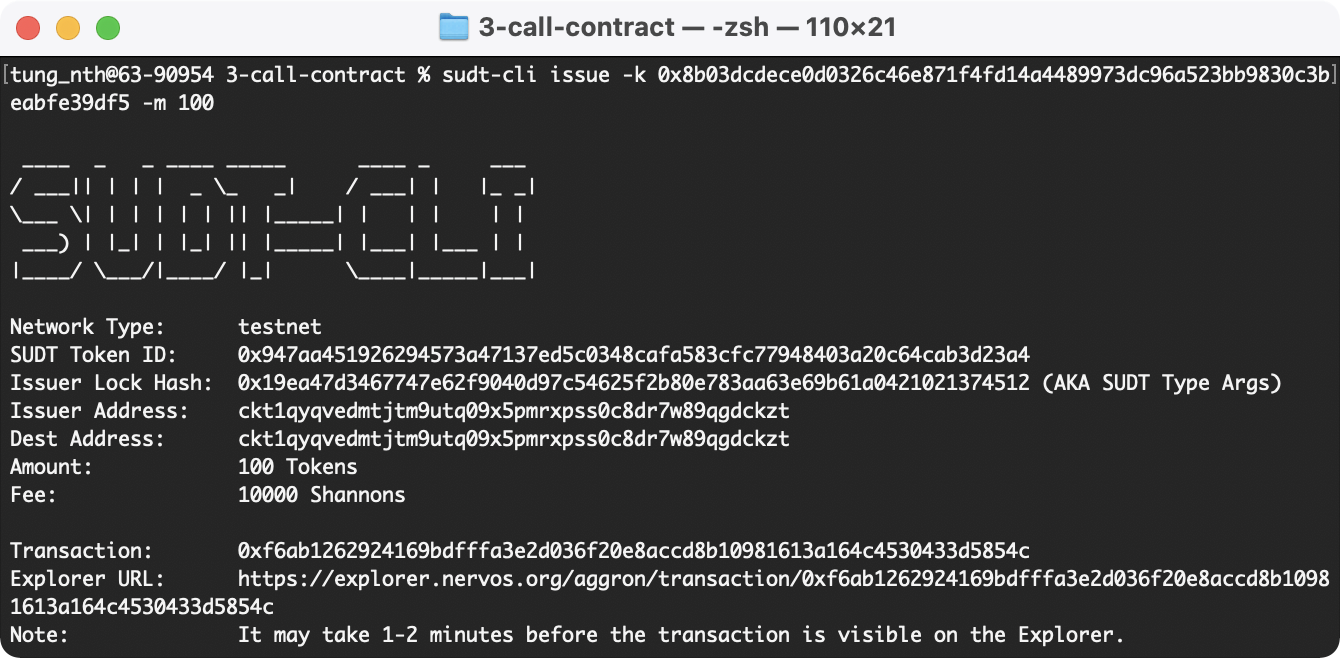 3-call-contract — -zsh — 110×21
[tung_nth@63-90954 3-call-contract % sudt-cli issue -k 0x8b03dcdece0d0326c46e871f4fd14a4489973dc96a523bb9830c3b]
eabfe39df5 -m 100
 ____  _   _ ____ _____      ____ _     ___
/ ___|| | | |  _ \_   _|    / ___| |   |_ _|
\___ \| | | | | | || |_____| |   | |    | |
 ___) | |_| | |_| || |_____| |___| |___ | |
|____/ \___/|____/ |_|      \____|_____|___|
Network Type:      testnet
SUDT Token ID:     0x947aa451926294573a47137ed5c0348cafa583cfc77948403a20c64cab3d23a4
Issuer Lock Hash:  0x19ea47d3467747e62f9040d97c54625f2b80e783aa63e69b61a0421021374512 (AKA SUDT Type Args)
Issuer Address:    ckt1qyqvedmtjtm9utq09x5pmrxpss0c8dr7w89qgdckzt
Dest Address:      ckt1qyqvedmtjtm9utq09x5pmrxpss0c8dr7w89qgdckzt
Amount:            100 Tokens
Fee:               10000 Shannons
Transaction:       0xf6ab1262924169bdfffa3e2d036f20e8accd8b10981613a164c4530433d5854c
Explorer URL:      https://explorer.nervos.org/aggron/transaction/0xf6ab1262924169bdfffa3e2d036f20e8accd8b1098
1613a164c4530433d5854c
Note:              It may take 1-2 minutes before the transaction is visible on the Explorer.